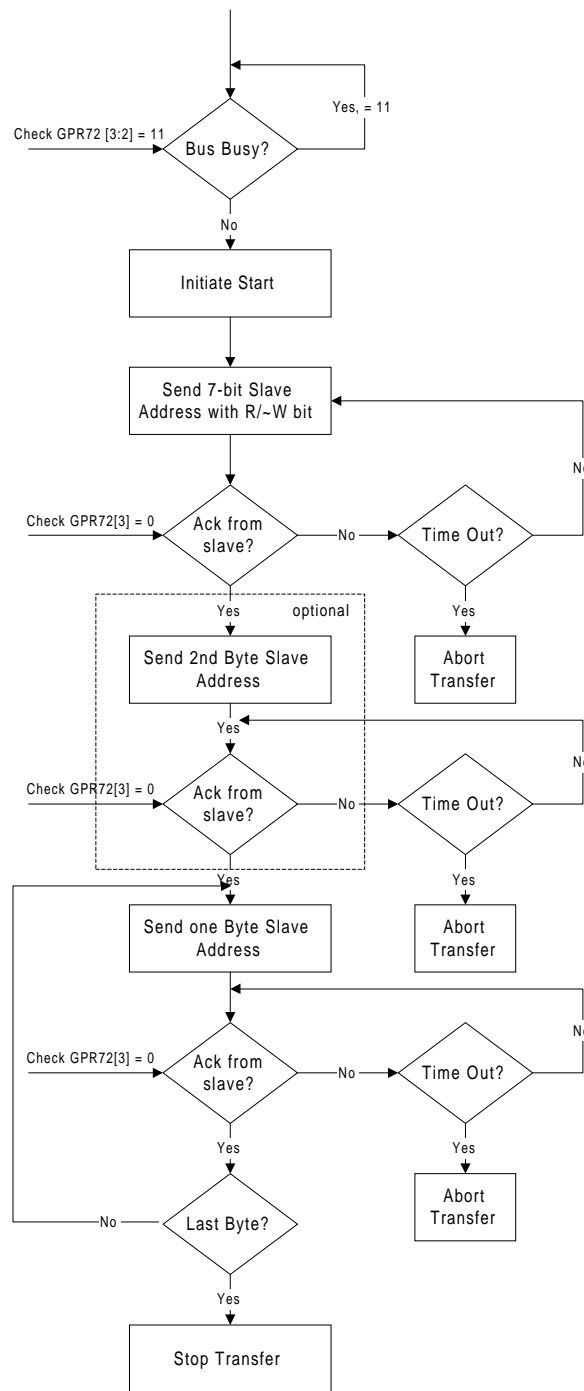 Yes, = 11
Check GPR72 [3:2] = 11
Bus Busy?
No
Initiate Start
Send 7-bit Slave
Address with R/~W bit
No
Check GPR72[3] = 0
Ack from
slave?
No
Time Out?
Yes
optional
Yes
Send 2nd Byte Slave
Address
Abort
Transfer
Yes
No
Check GPR72[3] = 0
Ack from
slave?
No
Time Out?
Yes
Yes
Send one Byte Slave
Address
Abort
Transfer
No
Check GPR72[3] = 0
Ack from
slave?
No
Time Out?
Yes
Yes
Abort
Transfer
No
Last Byte?
Yes
Stop Transfer